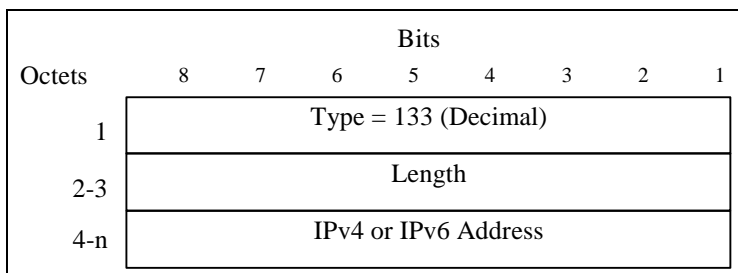 Bits
Octets 8 7 6 5 4 3 2 1
1 Type = 133 (Decimal)
2-3 Length
4-n IPv4 or IPv6 Address